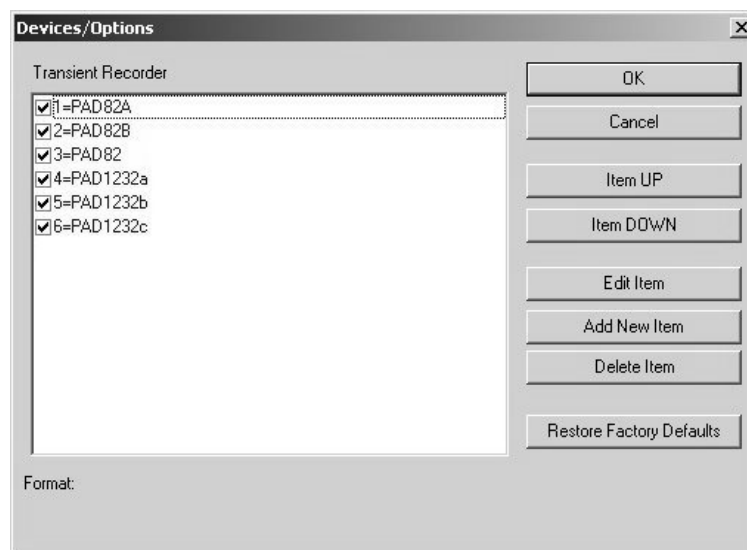 Devices/Options
Transient Recorder
1=PAD82A
2=PAD82B
3=PAD82
4=PAD1232a
5=PAD1232b
6=PAD1232c
OK
Cancel
Item UP
Item DOWN
Edit Item
Add New Item
Delete Item
Restore Factory Defaults
Format: